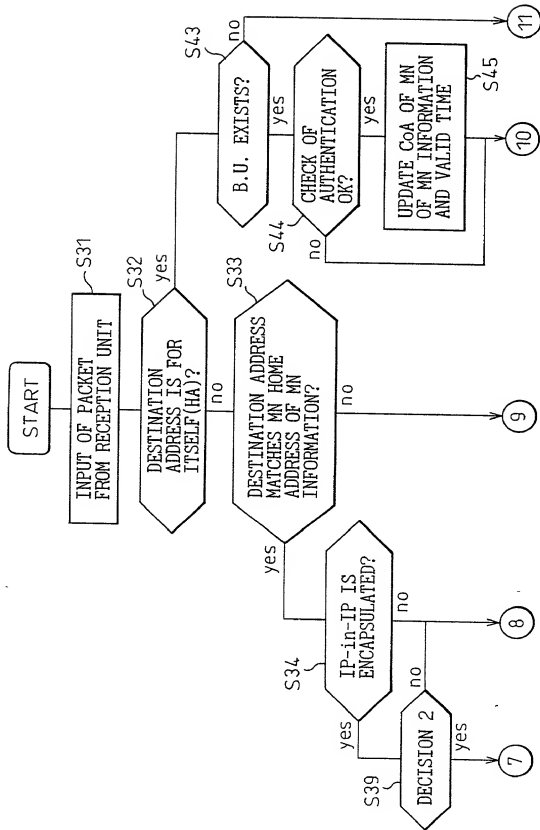 START
S31
INPUT OF PACKET
FROM RECEPTION UNIT
S32
DESTINATION
ADDRESS IS FOR
ITSELF(HA)?
yes
no
S33
DESTINATION ADDRESS
MATCHES MN HOME
ADDRESS OF MN
INFORMATION?
yes
no
S34
IP-in-IP IS
ENCAPSULATED?
yes
no
S39
DECISION 2
no
yes
7
8
9
S43
B.U. EXISTS?
no
yes
S44
CHECK OF
AUTHENTICATION
OK?
no
yes
S45
UPDATE CoA OF MN
OF MN INFORMATION
AND VALID TIME
10
11